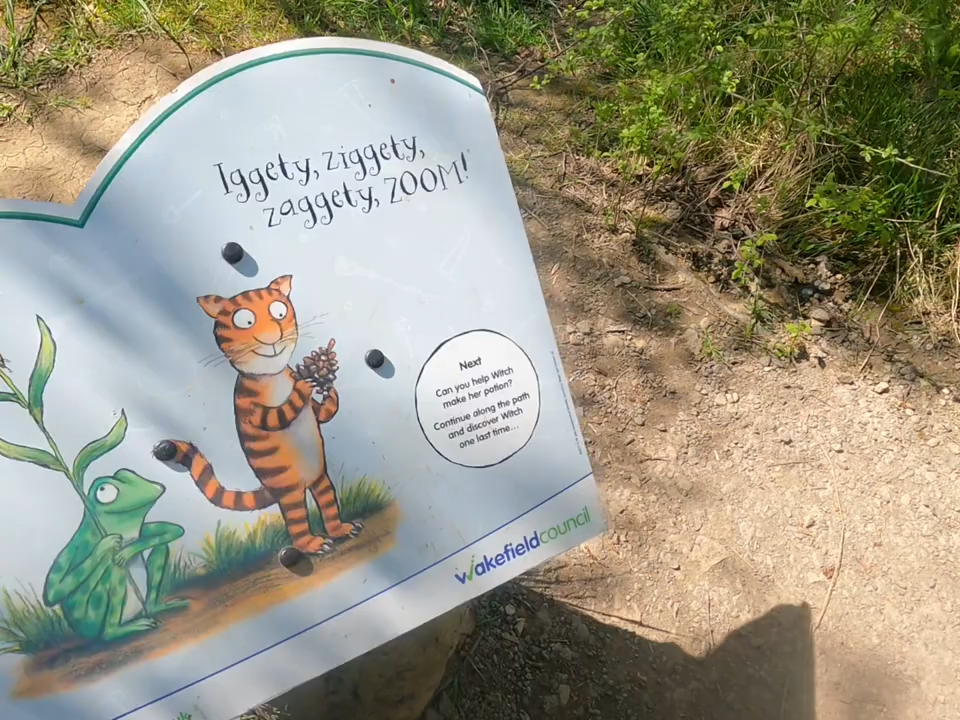 Iggety, ziggety,
zaggety, ZOOM!
Next
Can you help Witch
make her potion?
Continue along the path
and discover Witch
one last time...
wakefieldcouncil